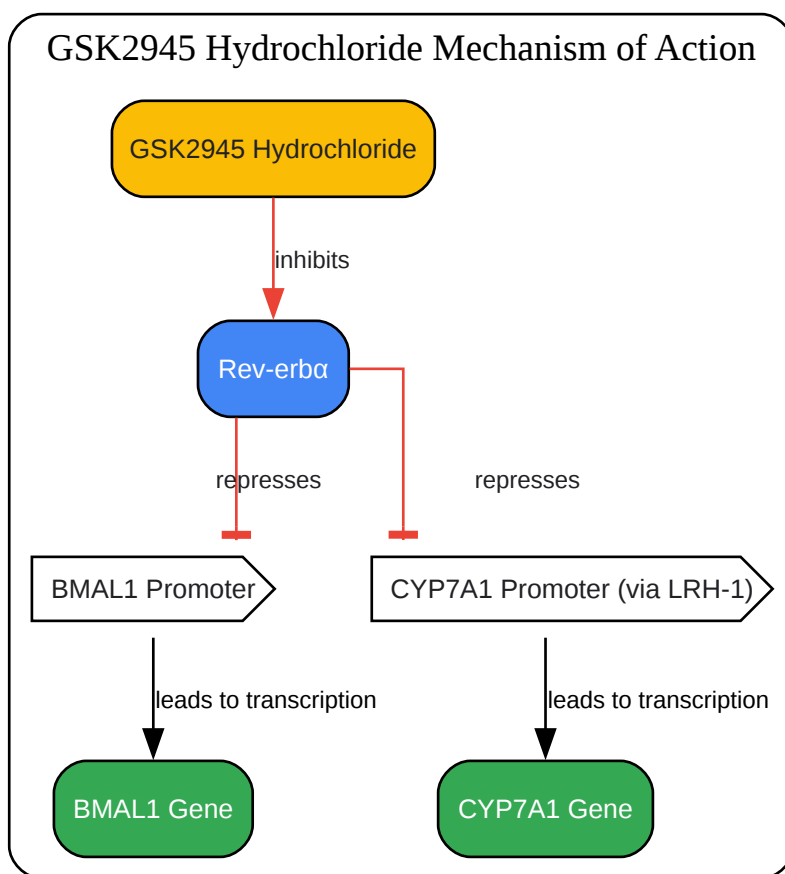 GSK2945 Hydrochloride Mechanism of Action
GSK2945 Hydrochloride
inhibits
Rev-erbα
represses
represses
BMAL1 Promoter
CYP7A1 Promoter (via LRH-1)
leads to transcription
leads to transcription
BMAL1 Gene
CYP7A1 Gene